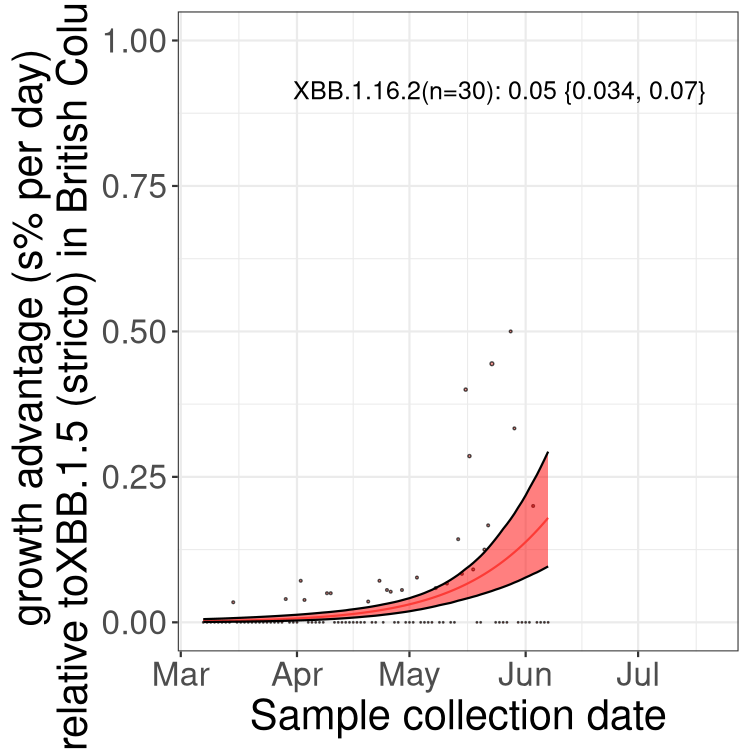 growth advantage (s% per day)
relative toXBB.1.5 (stricto) in British Colu
1.00
0.75
0.50
0.25
0.00
XBB.1.16.2(n=30): 0.05 {0.034, 0.07}
Mar Apr May Jun Jul
Sample collection date